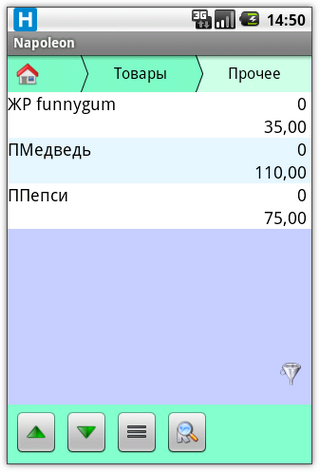 H 3G 14:50
Napoleon
Товары Прочее
ЖР funnygum 0
35,00
ПМедведь 0
110,00
ППепси 0
75,00